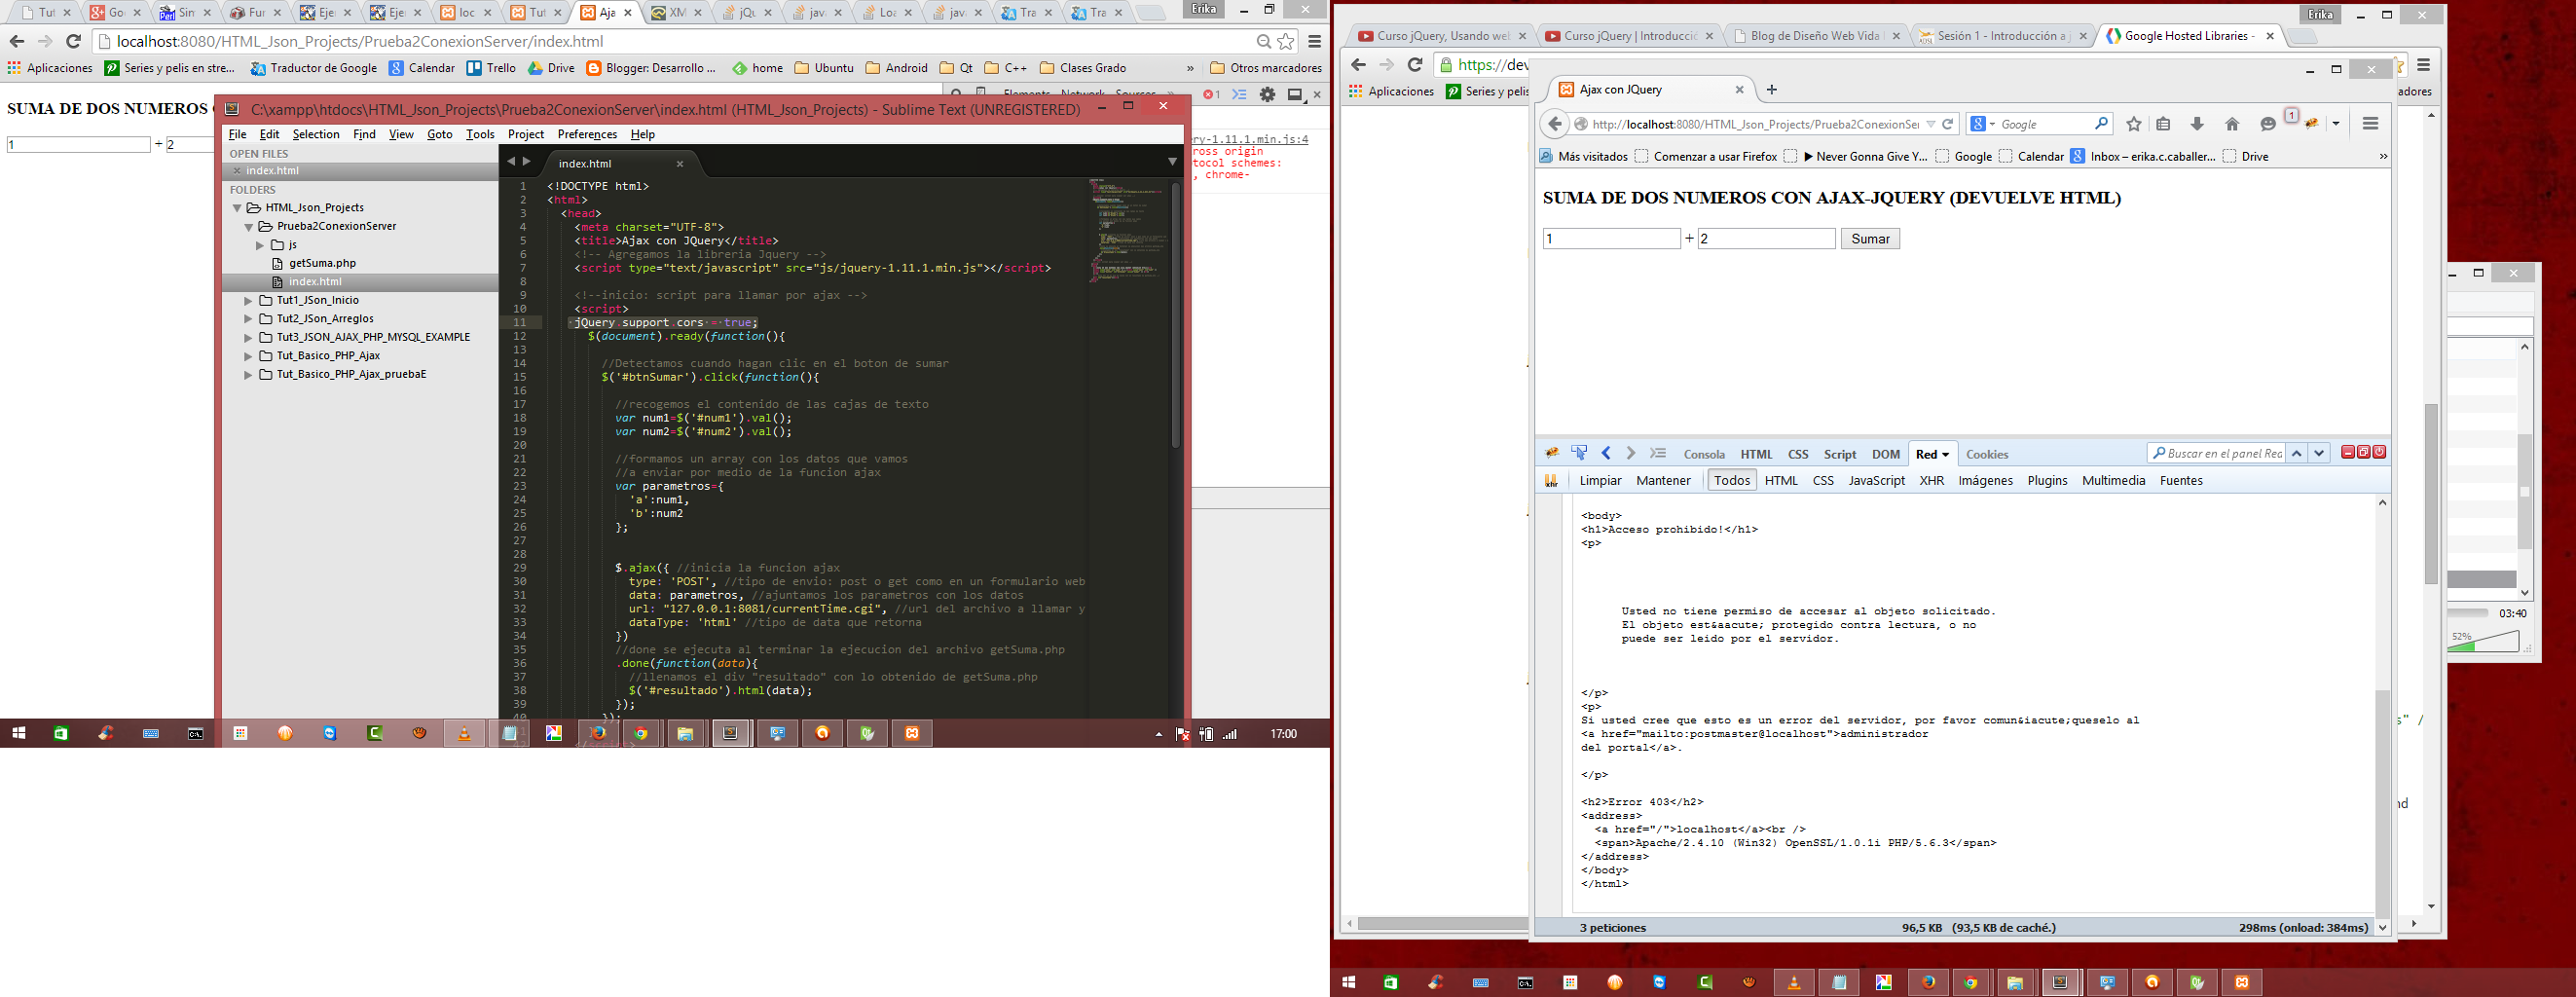 Tut
Go
Sin
Fur
Ejer
Ejer
loc
Tut
Aja
XM
jQu
java
Loa
java
Tra
Tra
Erika
localhost:8080/HTML_Json_Projects/Prueba2ConexionServer/index.html
Aplicaciones Series y pelis en stre... Traductor de Google Calendar Trello Drive Blogger: Desarrollo ... home Ubuntu Android Qt C++ Clases Grado » Otros marcadores
SUMA DE DOS NUMEROS
1 + 2
Elements Network Sources » 1
ry-1.11.1.min.js:4
ross origin
tocol schemes:
, chrome-
C:\xampp\htdocs\HTML_Json_Projects\Prueba2ConexionServer\index.html (HTML_Json_Projects) - Sublime Text (UNREGISTERED)
File Edit Selection Find View Goto Tools Project Preferences Help
OPEN FILES
index.html
FOLDERS
HTML_Json_Projects
Prueba2ConexionServer
js
getSuma.php
index.html
Tut1_JSon_Inicio
Tut2_JSon_Arreglos
Tut3_JSON_AJAX_PHP_MYSQL_EXAMPLE
Tut_Basico_PHP_Ajax
Tut_Basico_PHP_Ajax_pruebaE
index.html
1 <!DOCTYPE html>
2 <html>
3 <head>
4 <meta charset="UTF-8">
5 <title>Ajax con JQuery</title>
6 <!-- Agregamos la libreria Jquery -->
7 <script type="text/javascript" src="js/jquery-1.11.1.min.js"></script>
8
9 <!--inicio: script para llamar por ajax -->
10 <script>
11 jQuery.support.cors = true;
12 $(document).ready(function(){
13
14 //Detectamos cuando hagan clic en el boton de sumar
15 $('#btnSumar').click(function(){
16
17 //recogemos el contenido de las cajas de texto
18 var num1=$('#num1').val();
19 var num2=$('#num2').val();
20
21 //formamos un array con los datos que vamos
22 //a enviar por medio de la funcion ajax
23 var parametros={
24 'a':num1,
25 'b':num2
26 };
27
28
29 $.ajax({ //inicia la funcion ajax
30 type: 'POST', //tipo de envio: post o get como en un formulario web
31 data: parametros, //ajuntamos los parametros con los datos
32 url: "127.0.0.1:8081/currentTime.cgi", //url del archivo a llamar y
33 dataType: 'html' //tipo de data que retorna
34 })
35 //done se ejecuta al terminar la ejecucion del archivo getSuma.php
36 .done(function(data){
37 //llenamos el div "resultado" con lo obtenido de getSuma.php
38 $('#resultado').html(data);
39 });
40 });
17:00
Erika
Curso jQuery, Usando web
Curso jQuery | Introducció
Blog de Diseño Web Vida
Sesión 1 - Introducción a j
Google Hosted Libraries -
https://dev
Aplicaciones Series y pelis
adores
Ajax con JQuery
http://localhost:8080/HTML_Json_Projects/Prueba2ConexionSer Google 1
Más visitados Comenzar a usar Firefox Never Gonna Give Y... Google Calendar Inbox – erika.c.caballer... Drive »
SUMA DE DOS NUMEROS CON AJAX-JQUERY (DEVUELVE HTML)
1 + 2 Sumar
Consola HTML CSS Script DOM Red Cookies Buscar en el panel Red
Limpiar Mantener Todos HTML CSS JavaScript XHR Imágenes Plugins Multimedia Fuentes
<body>
<h1>Acceso prohibido!</h1>
<p>
Usted no tiene permiso de accesar al objeto solicitado.
El objeto est&aacute; protegido contra lectura, o no
puede ser leido por el servidor.
</p>
<p>
Si usted cree que esto es un error del servidor, por favor comun&iacute;queselo al
<a href="mailto:postmaster@localhost">administrador
del portal</a>.
</p>
<h2>Error 403</h2>
<address>
<a href="/">localhost</a><br />
<span>Apache/2.4.10 (Win32) OpenSSL/1.0.1i PHP/5.6.3</span>
</address>
</body>
</html>
3 peticiones 96,5 KB (93,5 KB de caché.) 298ms (onload: 384ms)
s" /
nd
03:40
52%